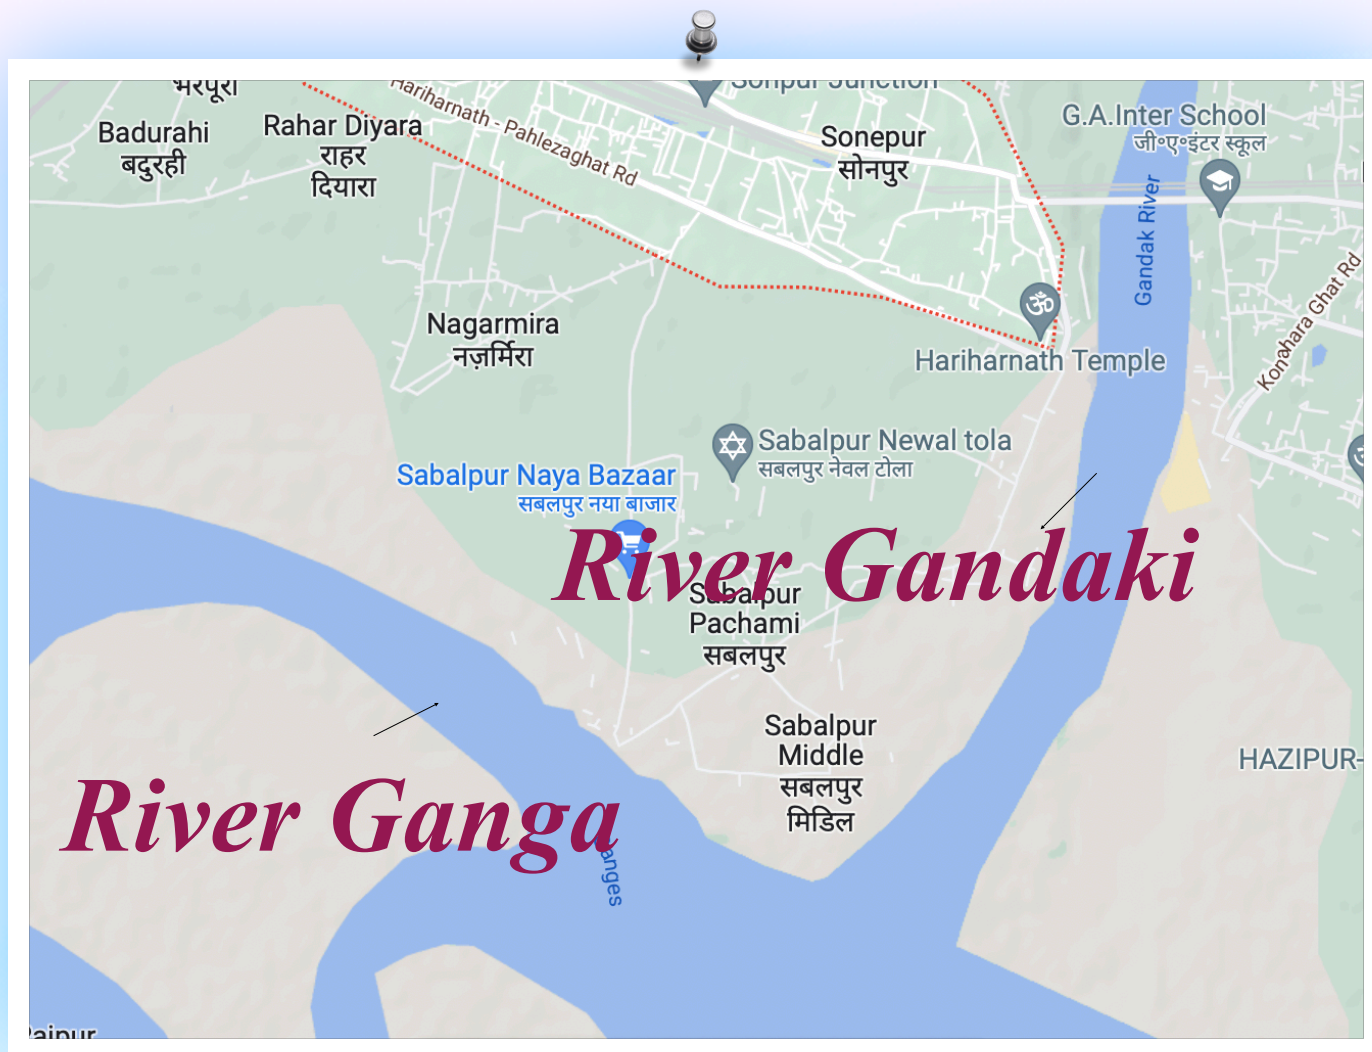 भरपूरा
Sonpur Junction
Hariharnath - Pahlezaghat Rd
Badurahi
बदुरही
Rahar Diyara
राहर
दियारा
Sonepur
सोनपुर
G.A.Inter School
जी॰ए॰इंटर स्कूल
Gandak River
Konahara Ghat Rd
Nagarmira
नज़र्मिरा
Hariharnath Temple
Sabalpur Newal tola
सबलपुर नेवल टोला
Sabalpur Naya Bazaar
सबलपुर नया बाजार
River Gandaki
Sabalpur
Pachami
सबलपुर
Sabalpur
Middle
सबलपुर
मिडिल
HAZIPUR-
River Ganga
anges